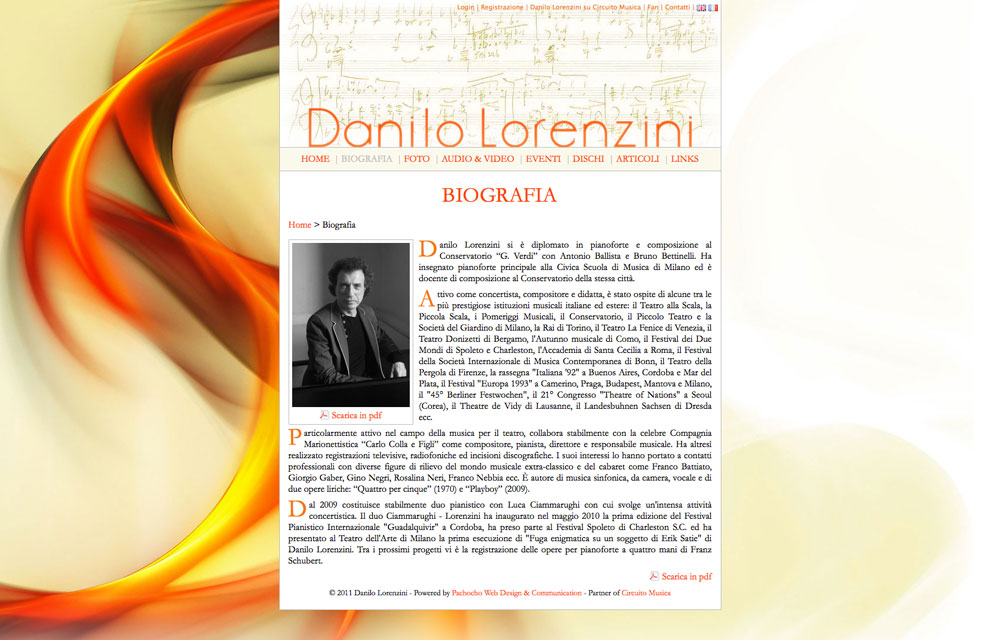 Login | Registrazione | Danilo Lorenzini su Circuito Musica | Fan | Contatti |
Danilo Lorenzini
HOME | BIOGRAFIA | FOTO | AUDIO & VIDEO | EVENTI | DISCHI | ARTICOLI | LINKS
BIOGRAFIA
Home > Biografia
Danilo Lorenzini si è diplomato in pianoforte e composizione al
Conservatorio “G. Verdi” con Antonio Ballista e Bruno Bettinelli. Ha
insegnato pianoforte principale alla Civica Scuola di Musica di Milano ed è
docente di composizione al Conservatorio della stessa città.
Attivo come concertista, compositore e didatta, è stato ospite di alcune tra le
più prestigiose istituzioni musicali italiane ed estere: il Teatro alla Scala, la
Piccola Scala, i Pomeriggi Musicali, il Conservatorio, il Piccolo Teatro e la
Società del Giardino di Milano, la Rai di Torino, il Teatro La Fenice di Venezia, il
Teatro Donizetti di Bergamo, l'Autunno musicale di Como, il Festival dei Due
Mondi di Spoleto e Charleston, l'Accademia di Santa Cecilia a Roma, il Festival
della Società Internazionale di Musica Contemporanea di Bonn, il Teatro della
Pergola di Firenze, la rassegna "Italiana '92" a Buenos Aires, Cordoba e Mar del
Plata, il Festival "Europa 1993" a Camerino, Praga, Budapest, Mantova e Milano,
il "45° Berliner Festwochen", il 21° Congresso "Theatre of Nations" a Seoul
(Corea), il Theatre de Vidy di Lausanne, il Landesbuhnen Sachsen di Dresda
ecc.
Scarica in pdf
Particolarmente attivo nel campo della musica per il teatro, collabora stabilmente con la celebre Compagnia
Marionettistica “Carlo Colla e Figli” come compositore, pianista, direttore e responsabile musicale. Ha altresì
realizzato registrazioni televisive, radiofoniche ed incisioni discografiche. I suoi interessi lo hanno portato a contatti
professionali con diverse figure di rilievo del mondo musicale extra-classico e del cabaret come Franco Battiato,
Giorgio Gaber, Gino Negri, Rosalina Neri, Franco Nebbia ecc. È autore di musica sinfonica, da camera, vocale e di
due opere liriche: “Quattro per cinque” (1970) e “Playboy” (2009).
Dal 2009 costituisce stabilmente duo pianistico con Luca Ciammarughi con cui svolge un'intensa attività
concertistica. Il duo Ciammarughi - Lorenzini ha inaugurato nel maggio 2010 la prima edizione del Festival
Pianistico Internazionale "Guadalquivir" a Cordoba, ha preso parte al Festival Spoleto di Charleston S.C. ed ha
presentato al Teatro dell'Arte di Milano la prima esecuzione di "Fuga enigmatica su un soggetto di Erik Satie" di
Danilo Lorenzini. Tra i prossimi progetti vi è la registrazione delle opere per pianoforte a quattro mani di Franz
Schubert.
Scarica in pdf
© 2011 Danilo Lorenzini - Powered by Pachocho Web Design & Communication - Partner of Circuito Musica